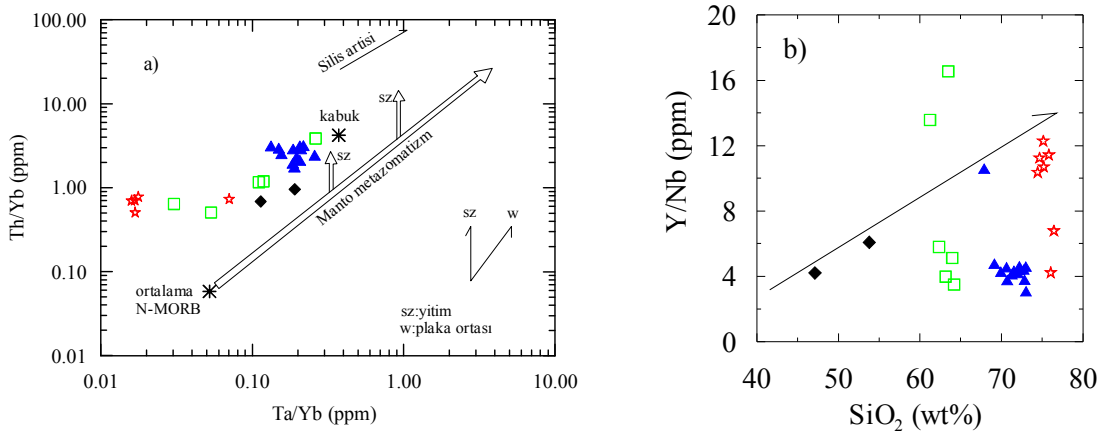 100.00
10.00
1.00
0.10
0.01
Th/Yb (ppm)
a)
Silis artisi
sz
kabuk
sz
Manto metazomatizm
ortalama
N-MORB
sz
w
sz:yitim
w:plaka ortası
0.01
0.10
1.00
10.00
Ta/Yb (ppm)
b)
20
16
12
8
4
0
Y/Nb (ppm)
40
50
60
70
80
SiO2 (wt%)